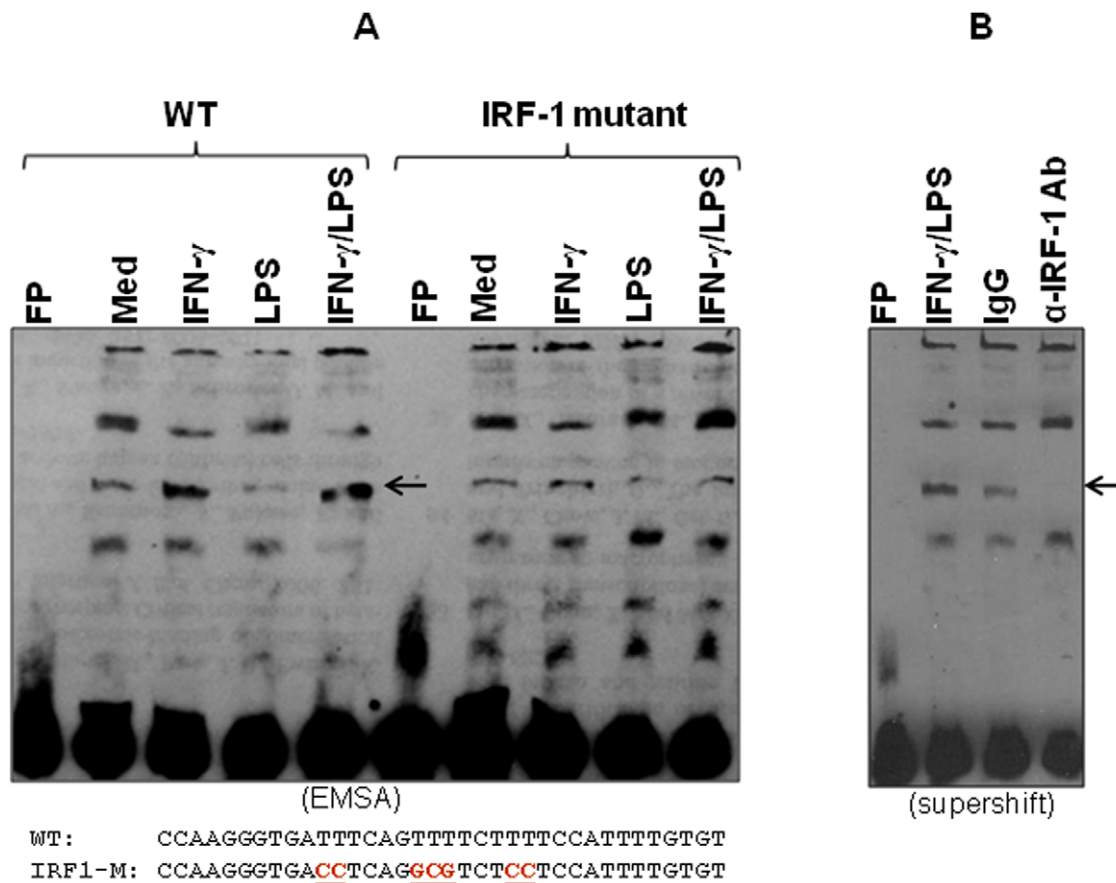 A
B
WT
IRF-1 mutant
FP
Med
IFN-γ
LPS
IFN-γ/LPS
FP
Med
IFN-γ
LPS
IFN-γ/LPS
FP
IFN-γ/LPS
IgG
α-IRF-1 Ab
(EMSA)
(supershift)
WT: CCAAGGGTGATTTCAGTTTTCTTTTCCATTTTGTGT
IRF1-M: CCAAGGGTGACCTCAGGCGTCTCCTCCATTTTGTGT